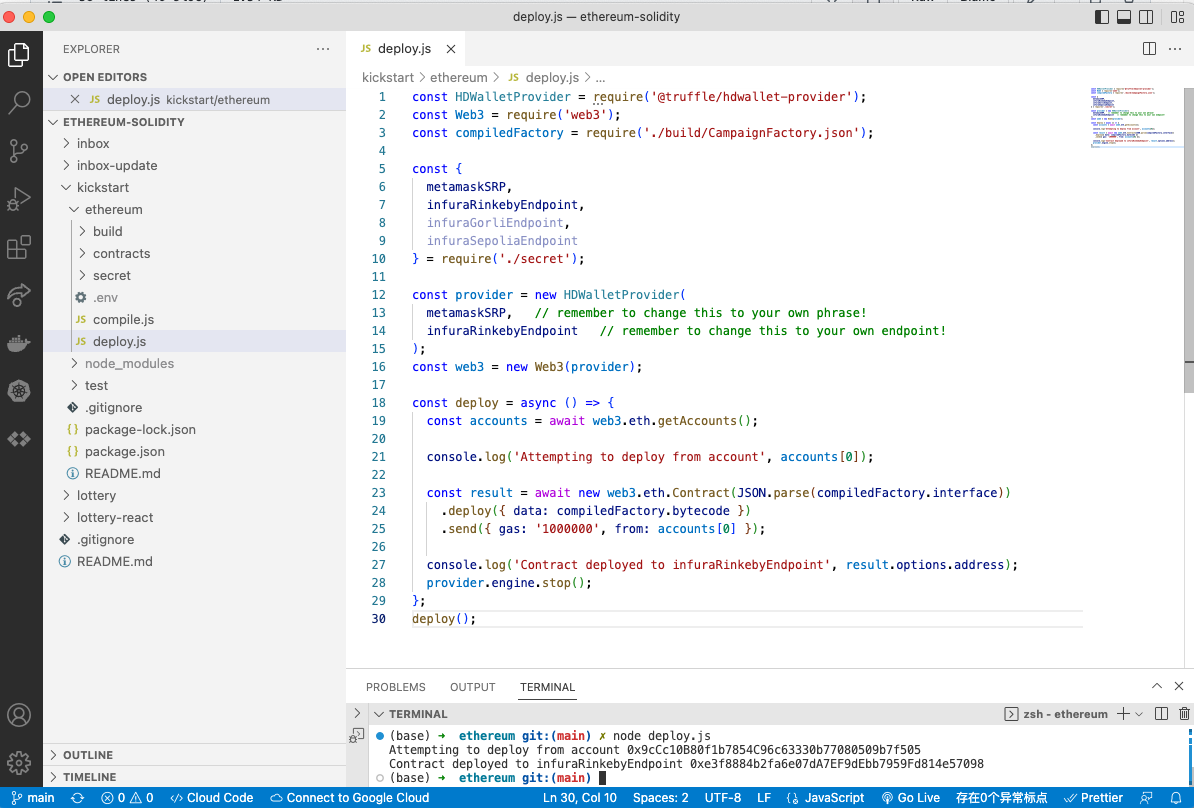 deploy.js — ethereum-solidity
EXPLORER
OPEN EDITORS
JS deploy.js kickstart/ethereum
ETHEREUM-SOLIDITY
inbox
inbox-update
kickstart
ethereum
build
contracts
secret
.env
JS compile.js
JS deploy.js
node_modules
test
.gitignore
{} package-lock.json
{} package.json
README.md
lottery
lottery-react
.gitignore
README.md
OUTLINE
TIMELINE
JS deploy.js
kickstart > ethereum > JS deploy.js > ...
1 const HDWalletProvider = require('@truffle/hdwallet-provider');
2 const Web3 = require('web3');
3 const compiledFactory = require('./build/CampaignFactory.json');
4
5 const {
6 metamaskSRP,
7 infuraRinkebyEndpoint,
8 infuraGorliEndpoint,
9 infuraSepoliaEndpoint
10 } = require('./secret');
11
12 const provider = new HDWalletProvider(
13 metamaskSRP, // remember to change this to your own phrase!
14 infuraRinkebyEndpoint // remember to change this to your own endpoint!
15 );
16 const web3 = new Web3(provider);
17
18 const deploy = async () => {
19 const accounts = await web3.eth.getAccounts();
20
21 console.log('Attempting to deploy from account', accounts[0]);
22
23 const result = await new web3.eth.Contract(JSON.parse(compiledFactory.interface))
24 .deploy({ data: compiledFactory.bytecode })
25 .send({ gas: '1000000', from: accounts[0] });
26
27 console.log('Contract deployed to infuraRinkebyEndpoint', result.options.address);
28 provider.engine.stop();
29 };
30 deploy();
PROBLEMS OUTPUT TERMINAL
TERMINAL zsh - ethereum
(base) ➜ ethereum git:(main) ✗ node deploy.js
Attempting to deploy from account 0x9cCc10B80f1b7854C96c63330b77080509b7f505
Contract deployed to infuraRinkebyEndpoint 0xe3f8884b2fa6e07dA7EF9dEbb7959Fd814e57098
(base) ➜ ethereum git:(main)
main 0 0 Cloud Code Connect to Google Cloud Ln 30, Col 10 Spaces: 2 UTF-8 LF {} JavaScript Go Live 存在0个异常标点 Prettier